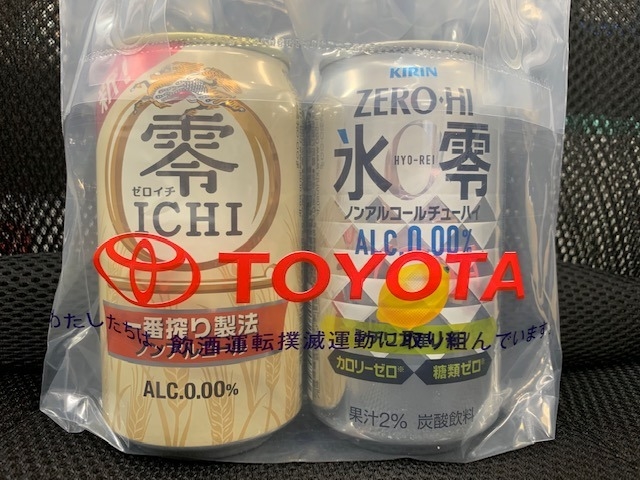 零
ゼロイチ
ICHI
一番搾り製法
ノンアルコール
ALC.0.00%
KIRIN
ZERO・HI
氷零
HYO-REI
ノンアルコールチューハイ
ALC.0.00%
カロリーゼロ※
糖類ゼロ※
果汁2% 炭酸飲料
TOYOTA
わたしたちは、飲酒運転撲滅運動に取り組んでいます。